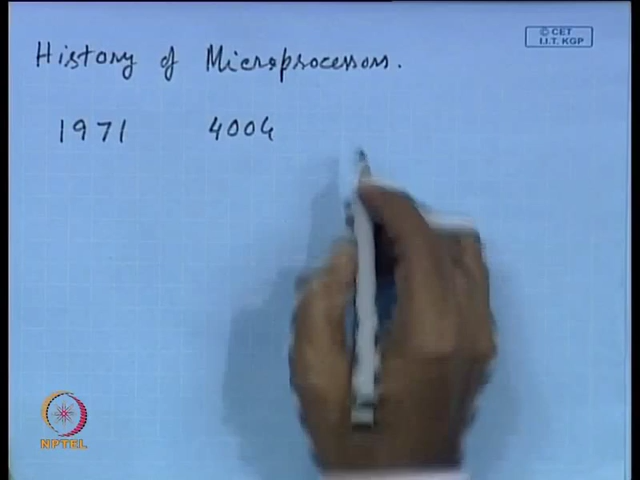 © CET
I.I.T. KGP
History of Microprocessors.
1971 4004
NPTEL